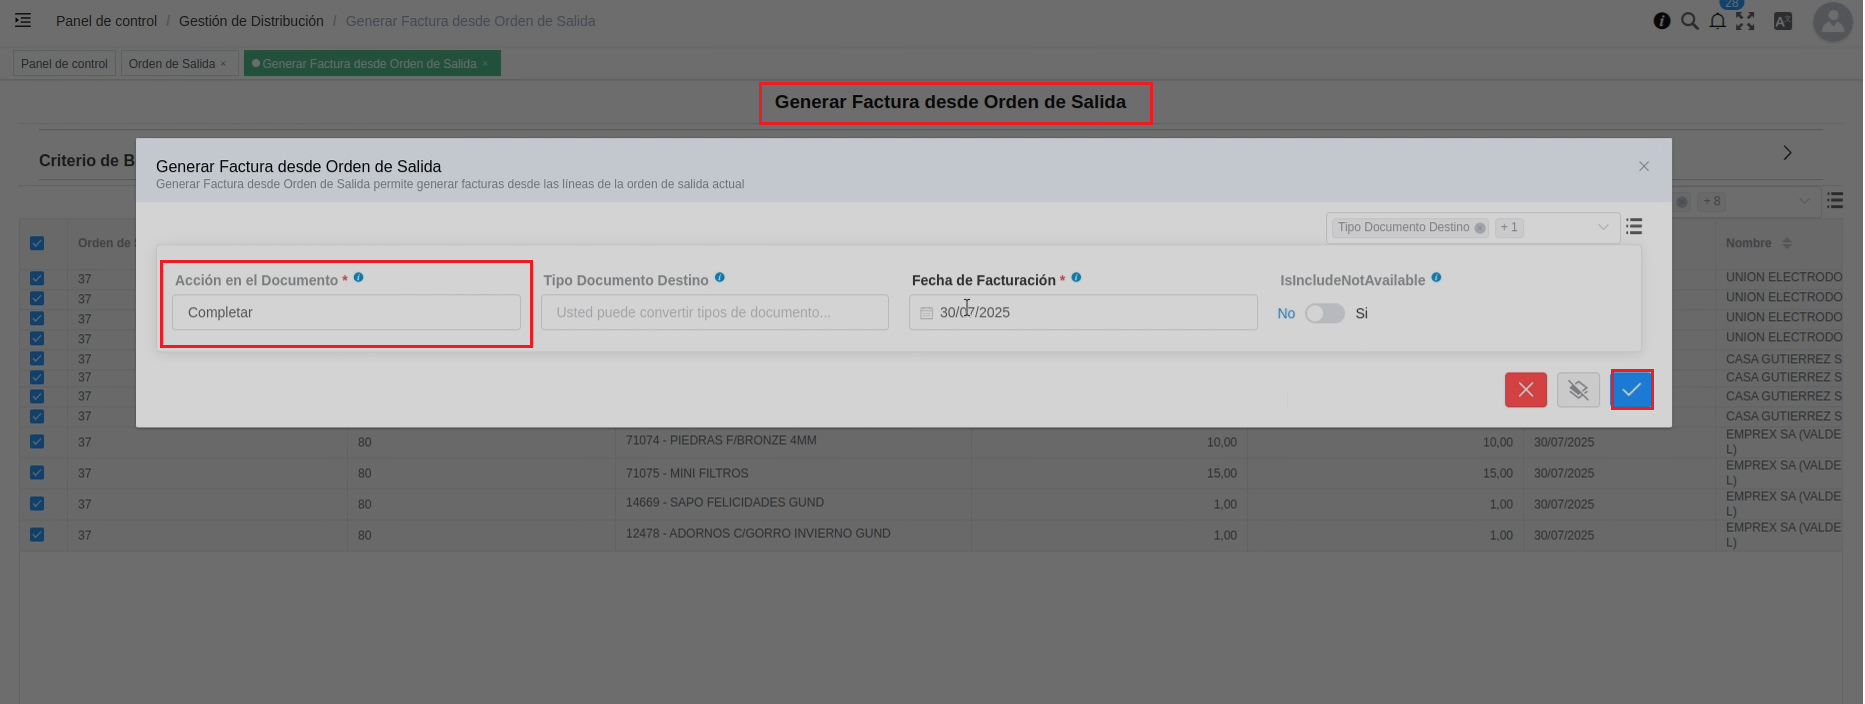 Panel de control / Gestión de Distribución / Generar Factura desde Orden de Salida
28
Panel de control
Orden de Salida ×
Generar Factura desde Orden de Salida ×
Generar Factura desde Orden de Salida
Criterio de B
Generar Factura desde Orden de Salida
Generar Factura desde Orden de Salida permite generar facturas desde las líneas de la orden de salida actual
+ 8
Tipo Documento Destino
+ 1
Orden de
Nombre
Acción en el Documento *
Tipo Documento Destino
Fecha de Facturación *
IsIncludeNotAvailable
Completar
Usted puede convertir tipos de documento...
30/07/2025
No
Si
37 UNION ELECTRODO
37 UNION ELECTRODO
37 UNION ELECTRODO
37 UNION ELECTRODO
37 CASA GUTIERREZ S
37 CASA GUTIERREZ S
37 CASA GUTIERREZ S
37 CASA GUTIERREZ S
37 80 71074 - PIEDRAS F/BRONZE 4MM 10,00 10,00 30/07/2025 EMPREX SA (VALDE
L)
37 80 71075 - MINI FILTROS 15,00 15,00 30/07/2025 EMPREX SA (VALDE
L)
37 80 14669 - SAPO FELICIDADES GUND 1,00 1,00 30/07/2025 EMPREX SA (VALDE
L)
37 80 12478 - ADORNOS C/GORRO INVIERNO GUND 1,00 1,00 30/07/2025 EMPREX SA (VALDE
L)